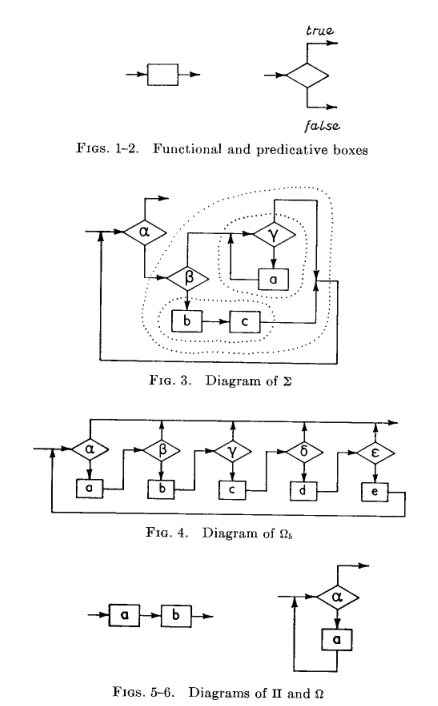 true
false
FIGS. 1–2. Functional and predicative boxes
α
γ
β
a
b
c
FIG. 3. Diagram of Σ
α
β
γ
δ
ε
a
b
c
d
e
FIG. 4. Diagram of Ω₅
α
a
b
a
FIGS. 5–6. Diagrams of Π and Ω